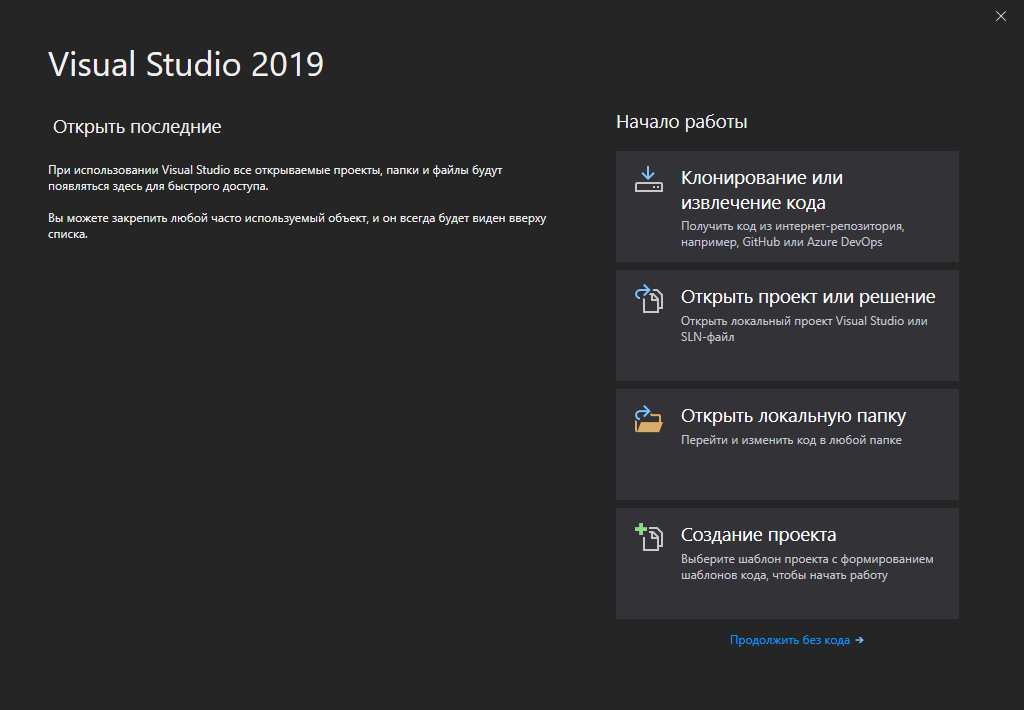 Visual Studio 2019
Открыть последние
При использовании Visual Studio все открываемые проекты, папки и файлы будут
появляться здесь для быстрого доступа.
Вы можете закрепить любой часто используемый объект, и он всегда будет виден вверху
списка.
Начало работы
Клонирование или
извлечение кода
Получить код из интернет-репозитория,
например, GitHub или Azure DevOps
Открыть проект или решение
Открыть локальный проект Visual Studio или
SLN-файл
Открыть локальную папку
Перейти и изменить код в любой папке
Создание проекта
Выберите шаблон проекта с формированием
шаблонов кода, чтобы начать работу
Продолжить без кода →